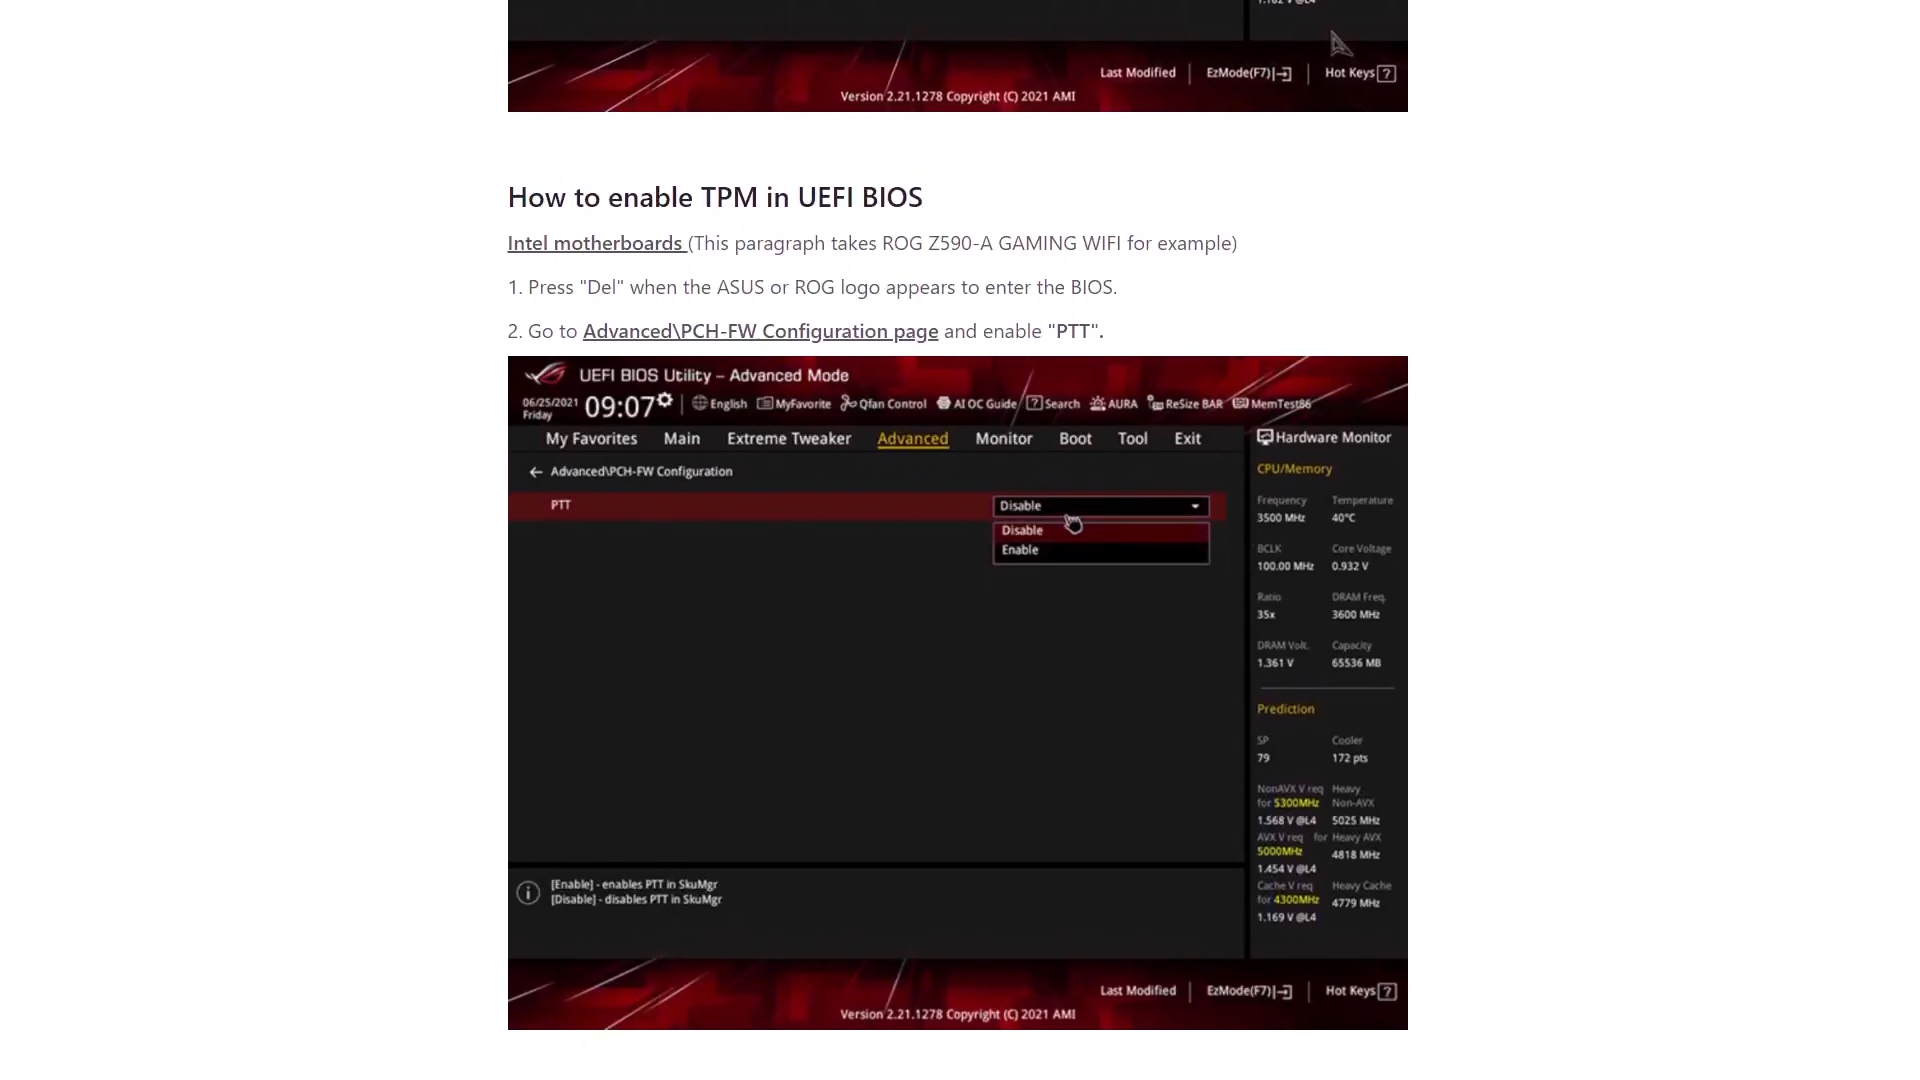 Last Modified EzMode(F7) Hot Keys ?
Version 2.21.1278 Copyright (C) 2021 AMI
How to enable TPM in UEFI BIOS
Intel motherboards (This paragraph takes ROG Z590-A GAMING WIFI for example)
1. Press "Del" when the ASUS or ROG logo appears to enter the BIOS.
2. Go to Advanced\PCH-FW Configuration page and enable "PTT".
UEFI BIOS Utility – Advanced Mode
06/25/2021
Friday
09:07
English MyFavorite Qfan Control AI OC Guide ? Search AURA ReSize BAR MemTest86
My Favorites Main Extreme Tweaker Advanced Monitor Boot Tool Exit
Advanced\PCH-FW Configuration
PTT Disable
Disable
Enable
[Enable] - enables PTT in SkuMgr
[Disable] - disables PTT in SkuMgr
Hardware Monitor
CPU/Memory
Frequency Temperature
3500 MHz 40°C
BCLK Core Voltage
100.00 MHz 0.932 V
Ratio DRAM Freq.
35x 3600 MHz
DRAM Volt. Capacity
1.361 V 65536 MB
Prediction
SP Cooler
79 172 pts
NonAVX V req Heavy
for 5300MHz Non-AVX
1.568 V @L4 5025 MHz
AVX V req for Heavy AVX
5000MHz 4818 MHz
1.454 V @L4
Cache V req Heavy Cache
for 4300MHz 4779 MHz
1.169 V @L4
Last Modified EzMode(F7) Hot Keys ?
Version 2.21.1278 Copyright (C) 2021 AMI